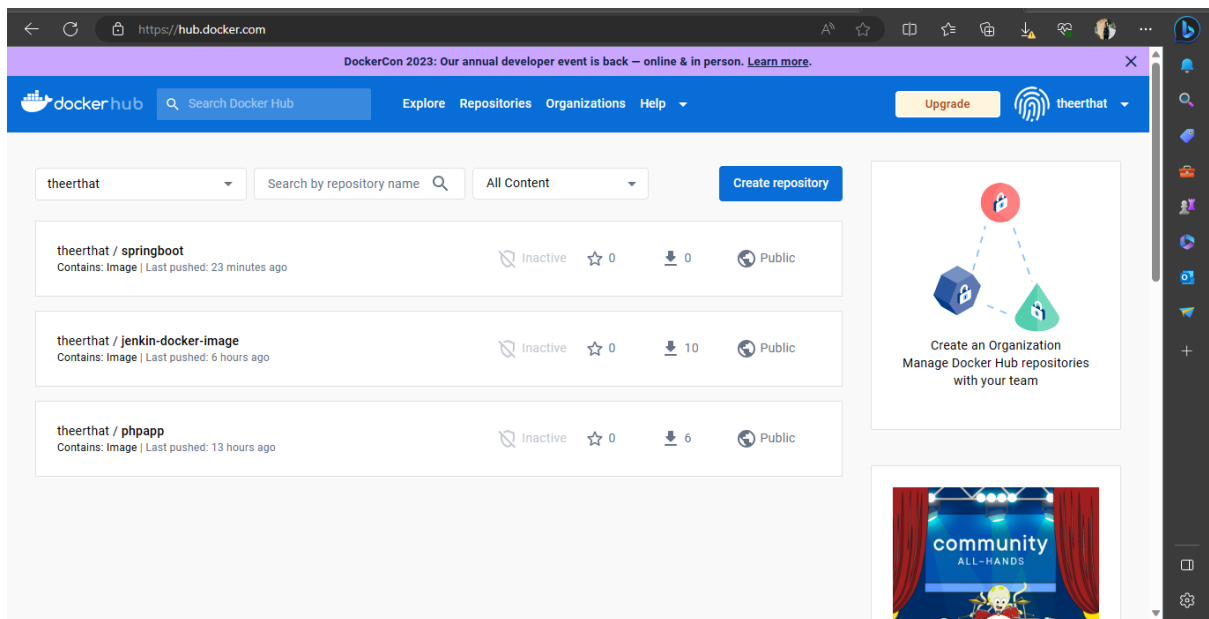 https://hub.docker.com
DockerCon 2023: Our annual developer event is back — online & in person. Learn more.
dockerhub
Search Docker Hub
Explore Repositories Organizations Help
Upgrade
theerthat
theerthat
Search by repository name
All Content
Create repository
theerthat / springboot
Contains: Image | Last pushed: 23 minutes ago
Inactive 0 0 Public
theerthat / jenkin-docker-image
Contains: Image | Last pushed: 6 hours ago
Inactive 0 10 Public
theerthat / phpapp
Contains: Image | Last pushed: 13 hours ago
Inactive 0 6 Public
Create an Organization
Manage Docker Hub repositories
with your team
community
ALL-HANDS